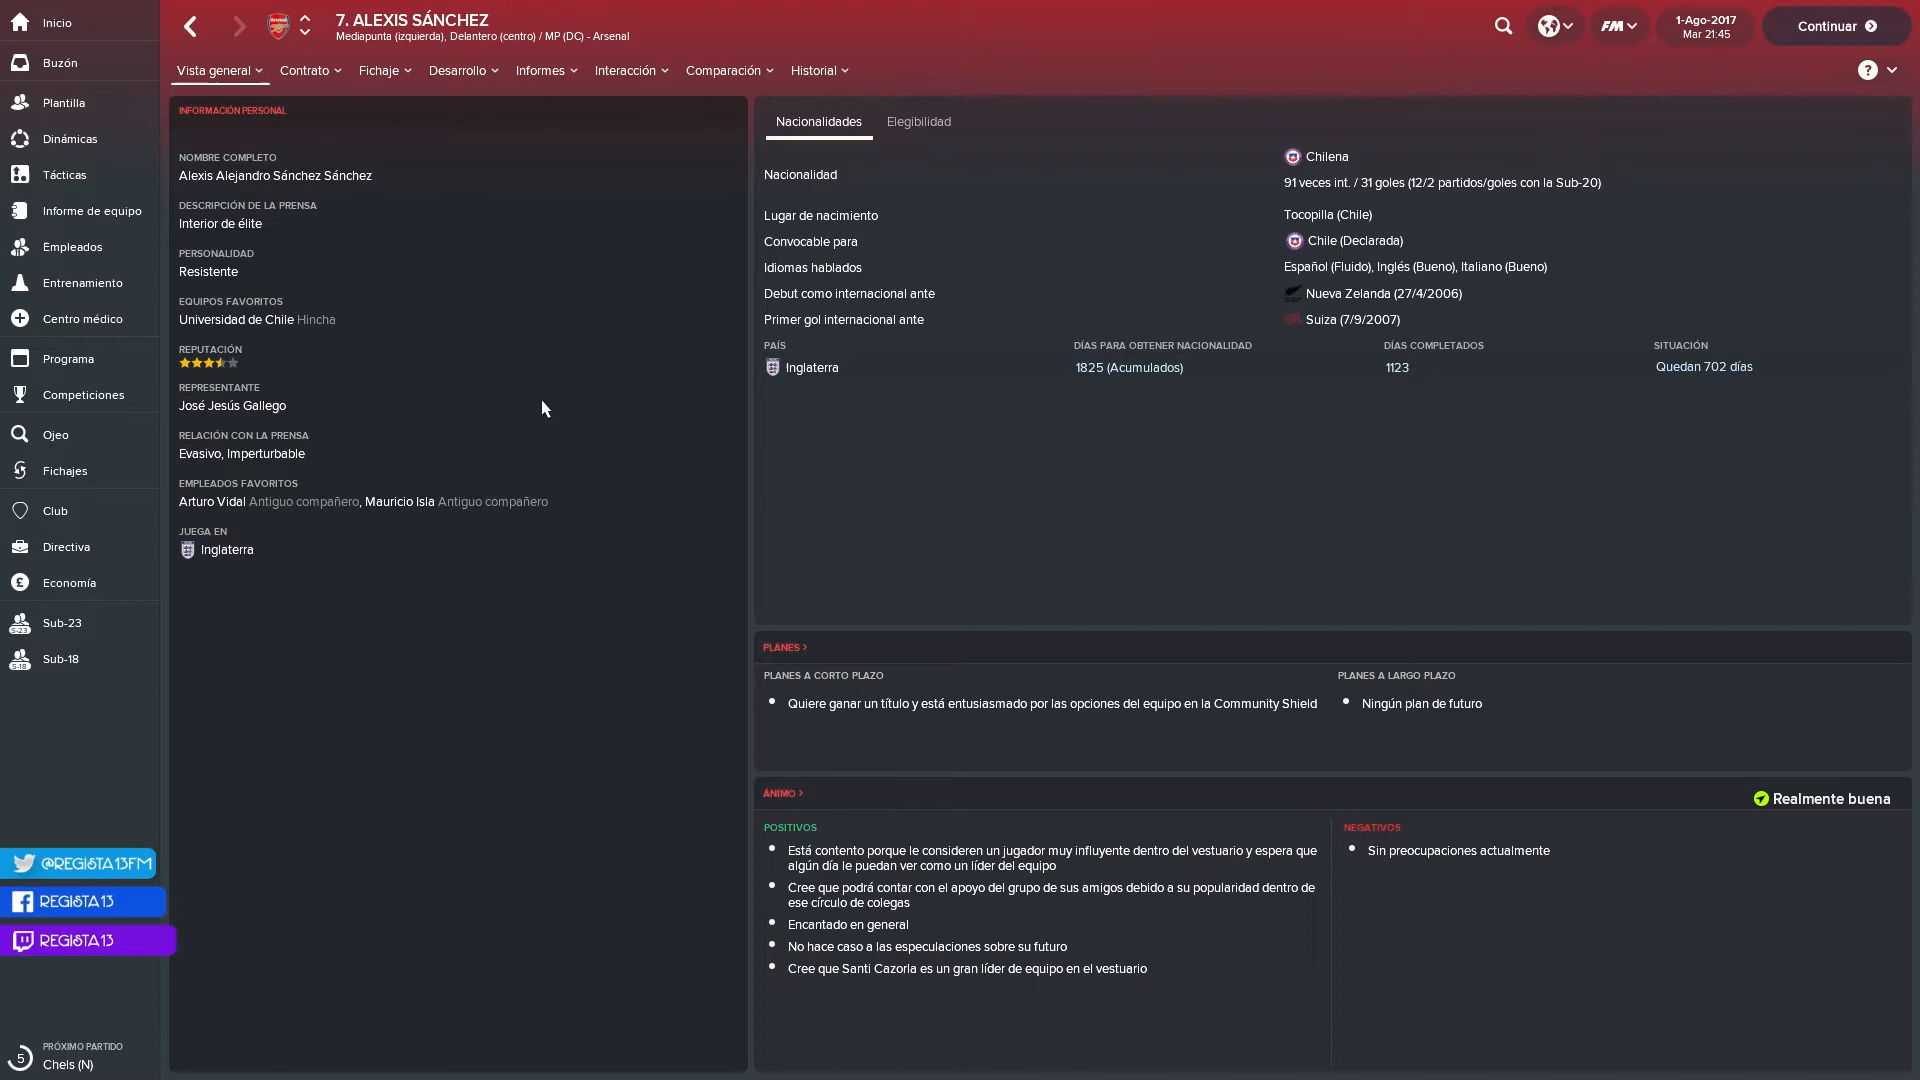 Inicio
Buzón
Plantilla
Dinámicas
Tácticas
Informe de equipo
Empleados
Entrenamiento
Centro médico
Programa
Competiciones
Ojeo
Fichajes
Club
Directiva
Economía
S-23
Sub-23
S-18
Sub-18
@REGISTA13FM
REGISTA13
REGISTA13
5
PRÓXIMO PARTIDO
Chels (N)
Arsenal
7. ALEXIS SÁNCHEZ
Mediapunta (izquierda), Delantero (centro) / MP (DC) - Arsenal
FM
1-Ago-2017
Mar 21:45
Continuar
Vista general
Contrato
Fichaje
Desarrollo
Informes
Interacción
Comparación
Historial
?
INFORMACIÓN PERSONAL
NOMBRE COMPLETO
Alexis Alejandro Sánchez Sánchez
DESCRIPCIÓN DE LA PRENSA
Interior de élite
PERSONALIDAD
Resistente
EQUIPOS FAVORITOS
Universidad de Chile Hincha
REPUTACIÓN
REPRESENTANTE
José Jesús Gallego
RELACIÓN CON LA PRENSA
Evasivo, Imperturbable
EMPLEADOS FAVORITOS
Arturo Vidal Antiguo compañero, Mauricio Isla Antiguo compañero
JUEGA EN
Inglaterra
Nacionalidades
Elegibilidad
Nacionalidad
Chilena
91 veces int. / 31 goles (12/2 partidos/goles con la Sub-20)
Lugar de nacimiento
Tocopilla (Chile)
Convocable para
Chile (Declarada)
Idiomas hablados
Español (Fluido), Inglés (Bueno), Italiano (Bueno)
Debut como internacional ante
Nueva Zelanda (27/4/2006)
Primer gol internacional ante
Suiza (7/9/2007)
PAÍS
DÍAS PARA OBTENER NACIONALIDAD
DÍAS COMPLETADOS
SITUACIÓN
Inglaterra
1825 (Acumulados)
1123
Quedan 702 días
PLANES >
PLANES A CORTO PLAZO
• Quiere ganar un título y está entusiasmado por las opciones del equipo en la Community Shield
PLANES A LARGO PLAZO
• Ningún plan de futuro
ÁNIMO >
Realmente buena
POSITIVOS
• Está contento porque le consideren un jugador muy influyente dentro del vestuario y espera que
algún día le puedan ver como un líder del equipo
• Cree que podrá contar con el apoyo del grupo de sus amigos debido a su popularidad dentro de
ese círculo de colegas
• Encantado en general
• No hace caso a las especulaciones sobre su futuro
• Cree que Santi Cazorla es un gran líder de equipo en el vestuario
NEGATIVOS
• Sin preocupaciones actualmente